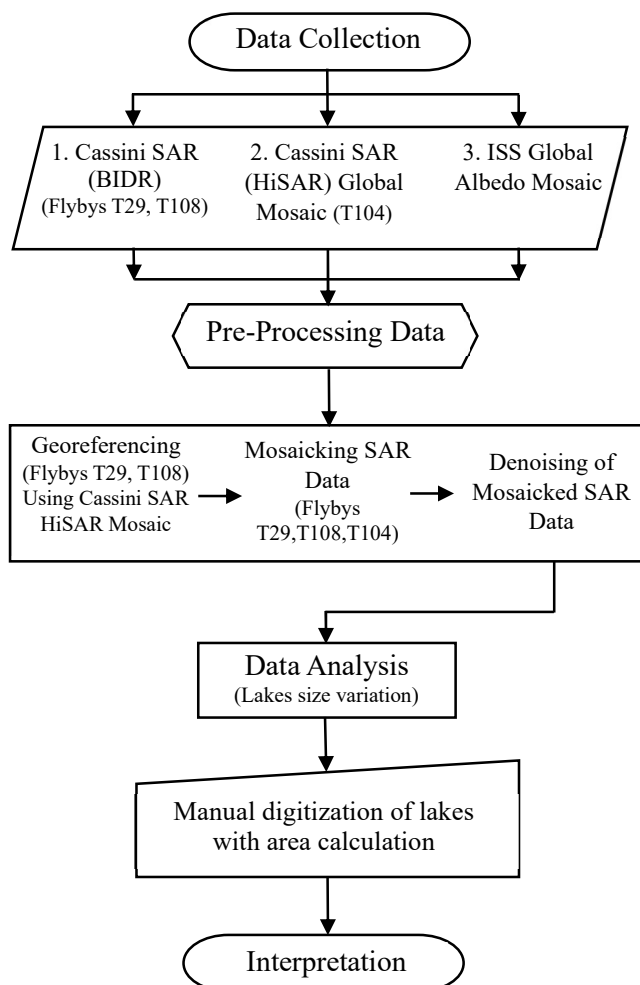 Data Collection
1. Cassini SAR
(BIDR)
(Flybys T29, T108)
2. Cassini SAR
(HiSAR) Global
Mosaic (T104)
3. ISS Global
Albedo Mosaic
Pre-Processing Data
Georeferencing
(Flybys T29, T108)
Using Cassini SAR
HiSAR Mosaic
Mosaicking SAR
Data
(Flybys
T29,T108,T104)
Denoising of
Mosaicked SAR
Data
Data Analysis
(Lakes size variation)
Manual digitization of lakes
with area calculation
Interpretation